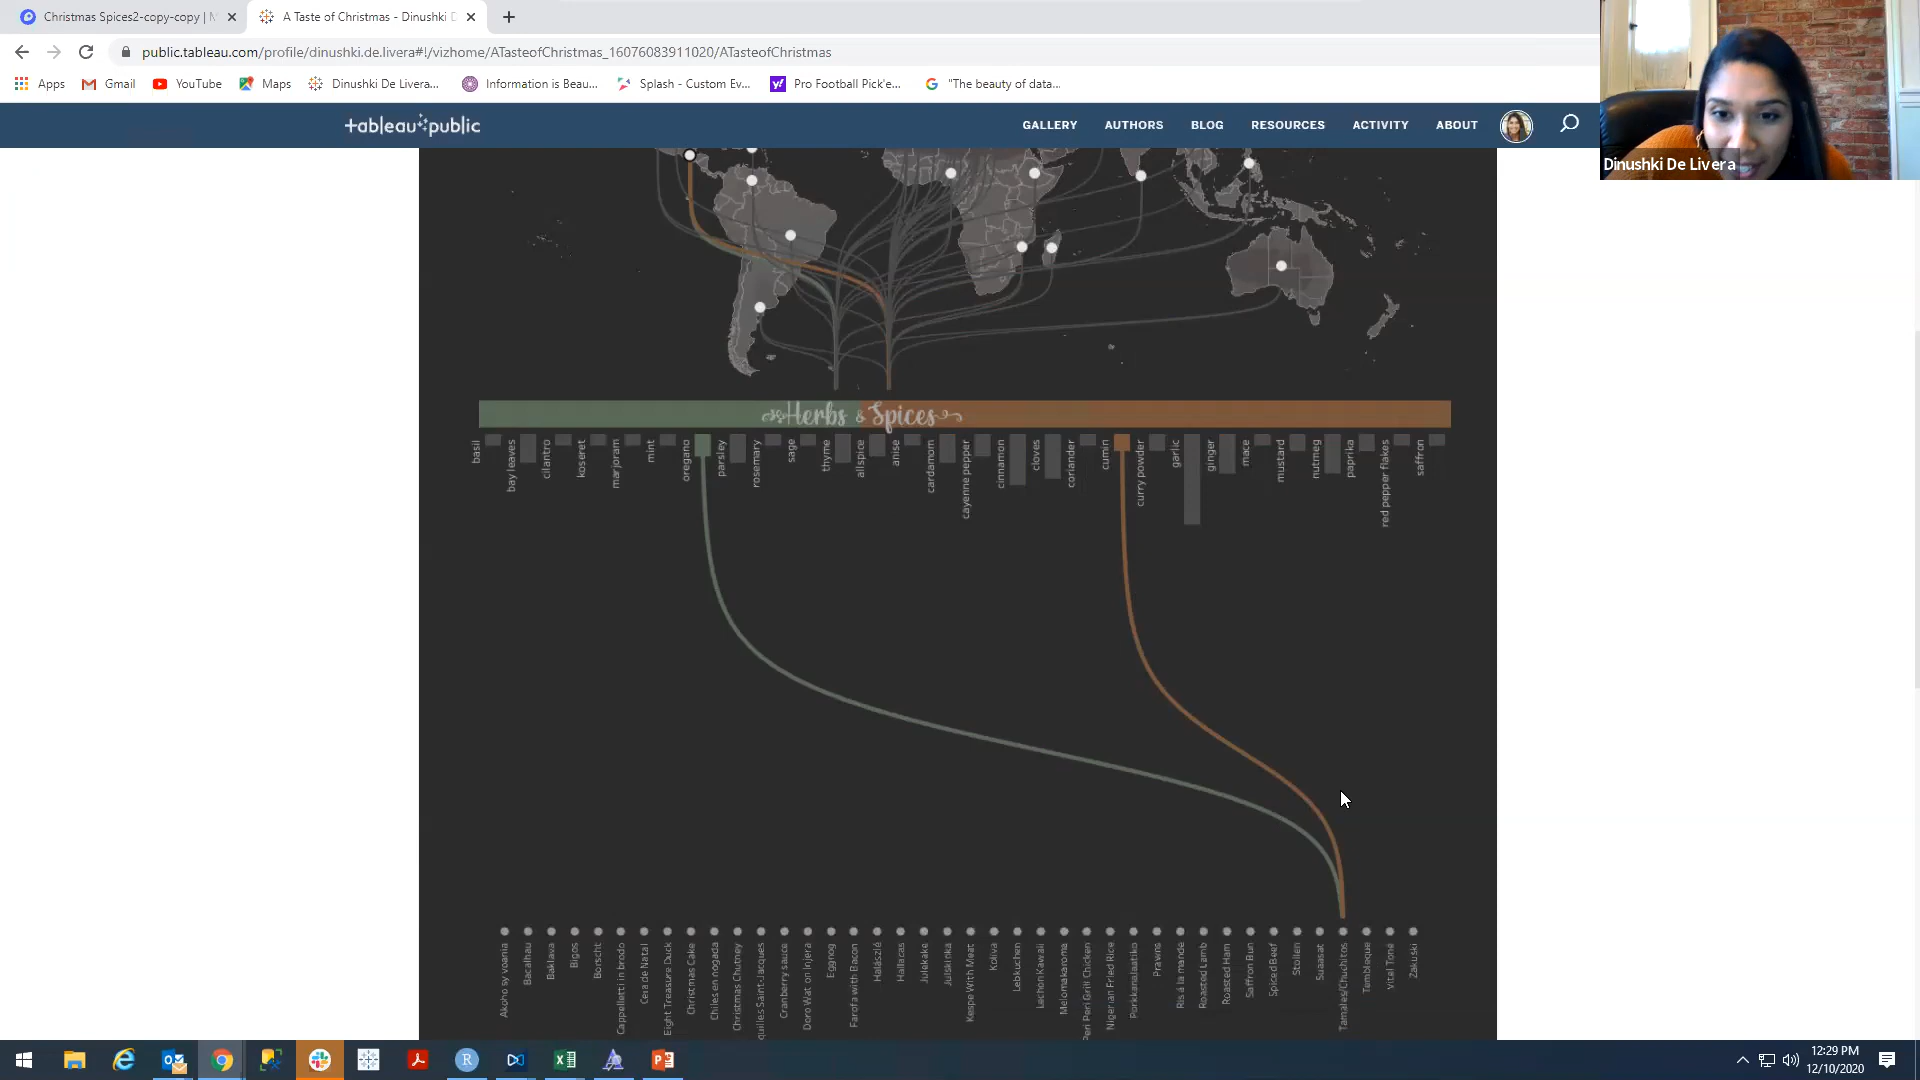 Christmas Spices2-copy-copy |
A Taste of Christmas - Dinushki D
public.tableau.com/profile/dinushki.de.livera#!/vizhome/ATasteofChristmas_16076083911020/ATasteofChristmas
Apps
Gmail
YouTube
Maps
Dinushki De Livera...
Information is Beau...
Splash - Custom Ev...
Pro Football Pick'e...
"The beauty of data...
+ableau public
GALLERY
AUTHORS
BLOG
RESOURCES
ACTIVITY
ABOUT
Dinushki De Livera
Herbs & Spices
basil
bay leaves
cilantro
koseret
marjoram
mint
oregano
parsley
rosemary
sage
thyme
allspice
anise
cardamom
cayenne pepper
cinnamon
cloves
coriander
cumin
curry powder
garlic
ginger
mace
mustard
nutmeg
paprika
red pepper flakes
saffron
Akoho sy voania
Bacalhau
Baklava
Bigos
Borscht
Cappelletti in brodo
Ceia de Natal
Eight Treasure Duck
Christmas Cake
Chiles en nogada
Christmas Chutney
quilles Saint-Jacques
Cranberry sauce
Doro Wat on Injera
Eggnog
Farofa with Bacon
Halászlé
Hallacas
Julekake
Julskinka
Kespe With Meat
Koliva
Lebkuchen
Lechon Kawali
Melomakaroma
Peri Peri Grill Chicken
Nigerian Fried Rice
Porkkanalaatikko
Prawns
Ris á la mande
Roasted Lamb
Roasted Ham
Saffron Bun
Spiced Beef
Stollen
Suaasat
Tamales/Chuchitos
Tembleque
Vitel Toné
Zakuski
12:29 PM
12/10/2020